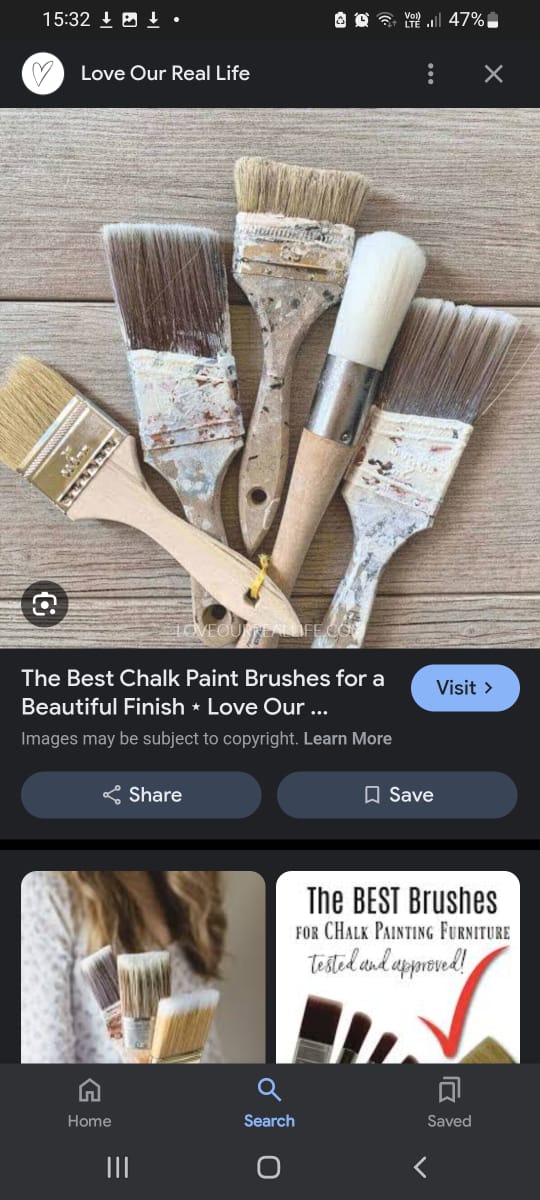 15:32
Vo))
LTE
47%
Love Our Real Life
LOVEOURREALLIFE.COM
The Best Chalk Paint Brushes for a
Beautiful Finish ⋆ Love Our ...
Visit
Images may be subject to copyright. Learn More
Share
Save
The BEST Brushes
FOR CHalk PAINTING FURNITURE
tested and approved!
Home
Search
Saved